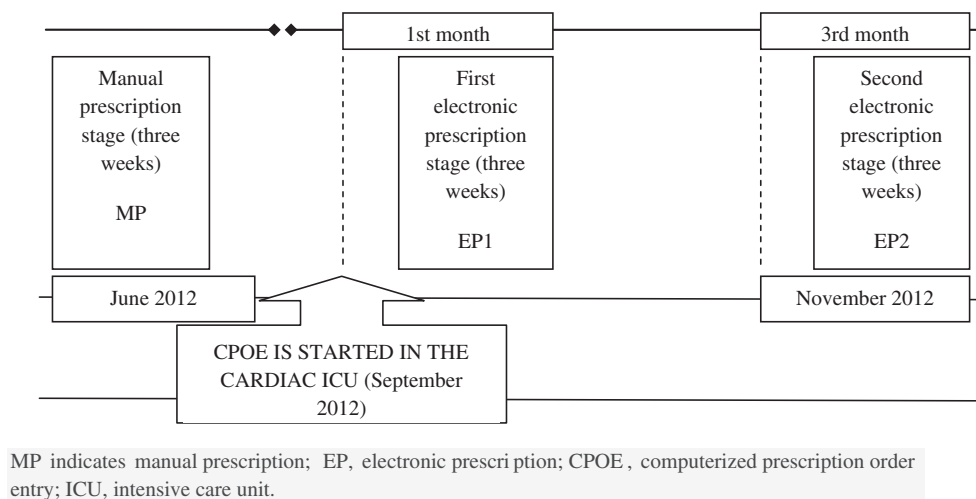 1st month
3rd month
Manual
prescription
stage (three
weeks)
MP
First
electronic
prescription
stage (three
weeks)
EP1
Second
electronic
prescription
stage (three
weeks)
EP2
June 2012
November 2012
CPOE IS STARTED IN THE
CARDIAC ICU (September
2012)
MP indicates manual prescription; EP, electronic prescription; CPOE, computerized prescription order
entry; ICU, intensive care unit.